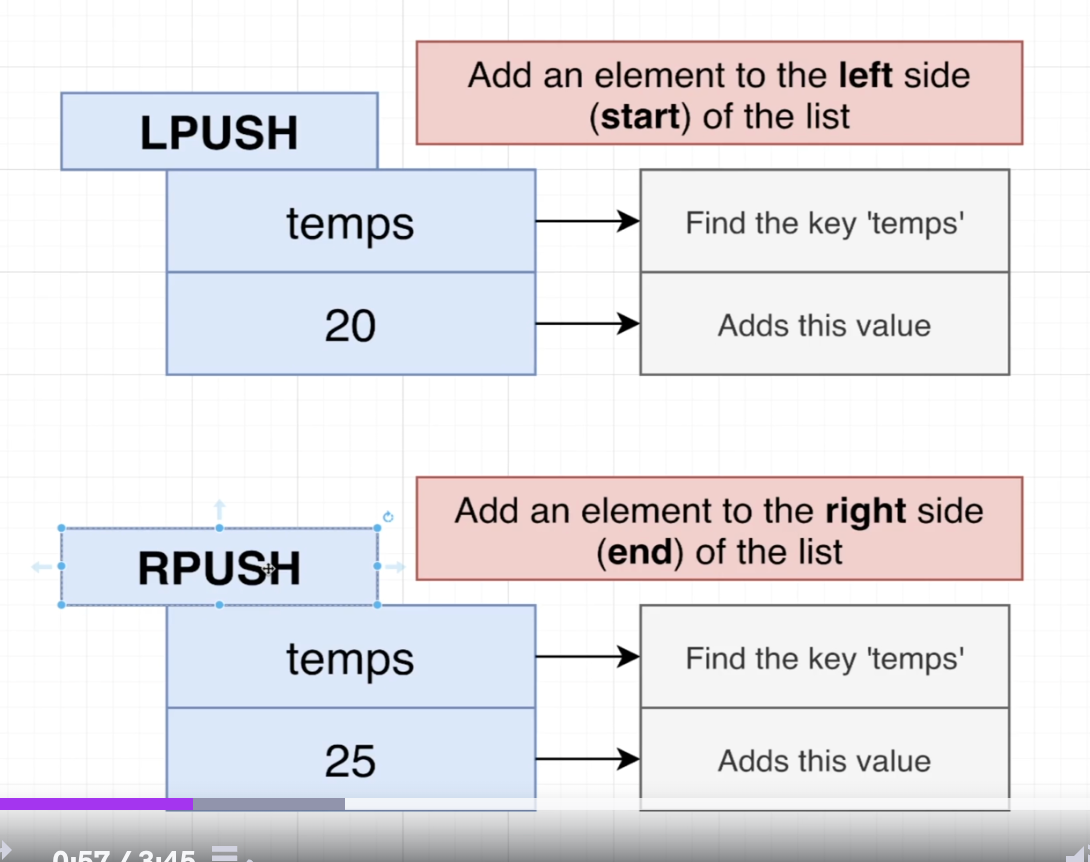 Add an element to the left side
(start) of the list
LPUSH
temps
Find the key 'temps'
20
Adds this value
Add an element to the right side
(end) of the list
RPUSH
temps
Find the key 'temps'
25
Adds this value
0:57 / 3:45